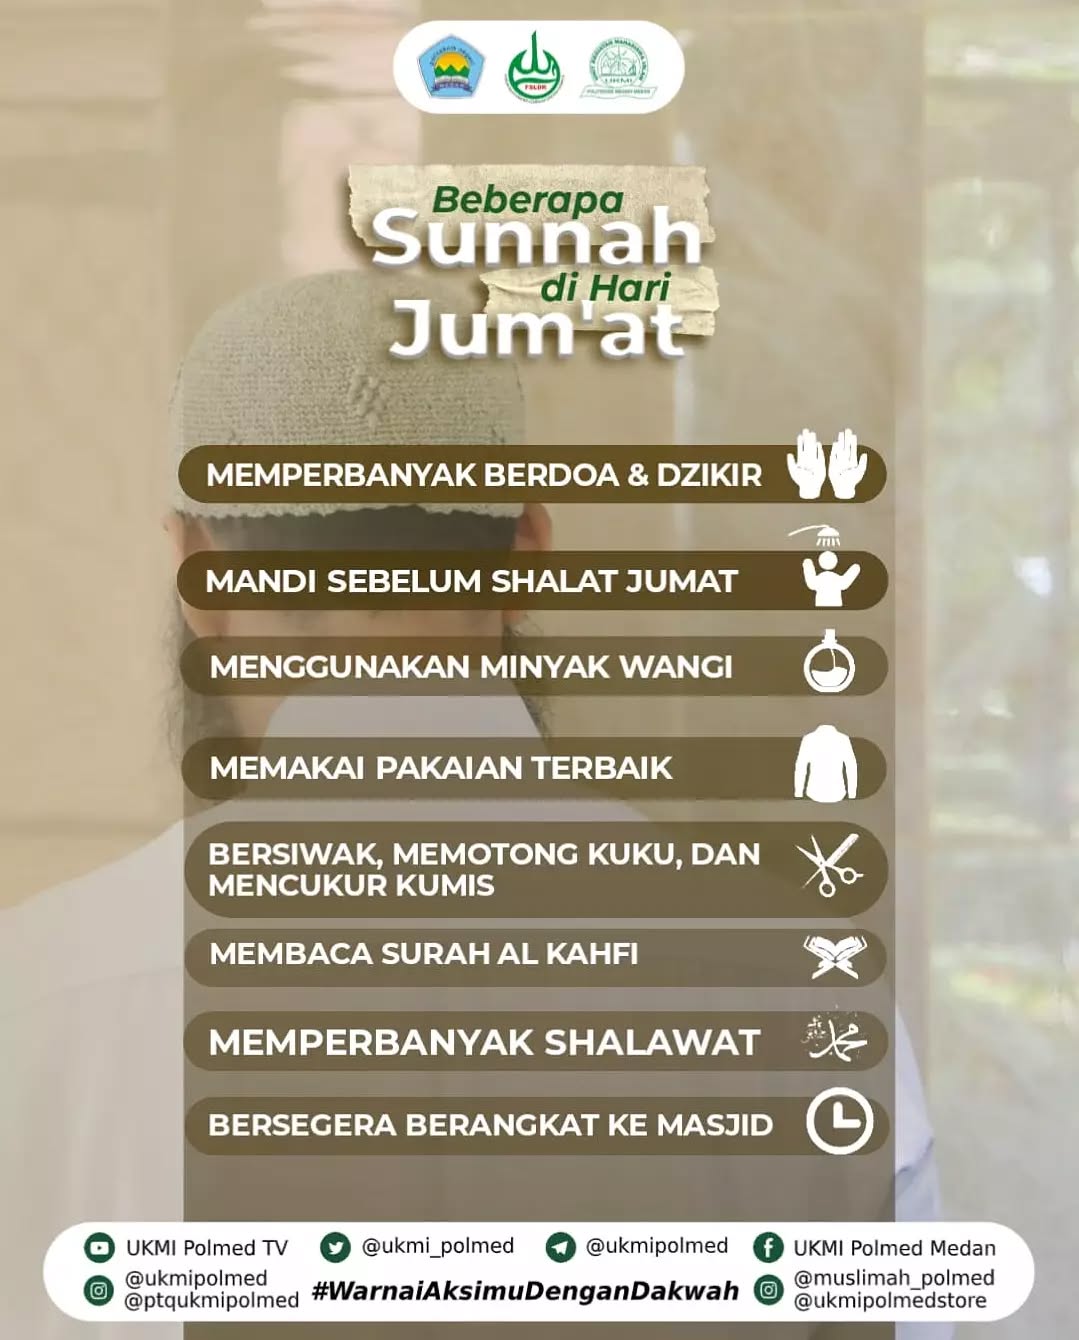 Beberapa
Sunnah
di Hari
Jum'at
MEMPERBANYAK BERDOA & DZIKIR
MANDI SEBELUM SHALAT JUMAT
MENGGUNAKAN MINYAK WANGI
MEMAKAI PAKAIAN TERBAIK
BERSIWAK, MEMOTONG KUKU, DAN
MENCUKUR KUMIS
MEMBACA SURAH AL KAHFI
MEMPERBANYAK SHALAWAT
BERSEGERA BERANGKAT KE MASJID
UKMI Polmed TV
@ukmi_polmed
@ukmipolmed
UKMI Polmed Medan
@ukmipolmed
@ptqukmipolmed
#WarnaiAksimuDenganDakwah
@muslimah_polmed
@ukmipolmedstore